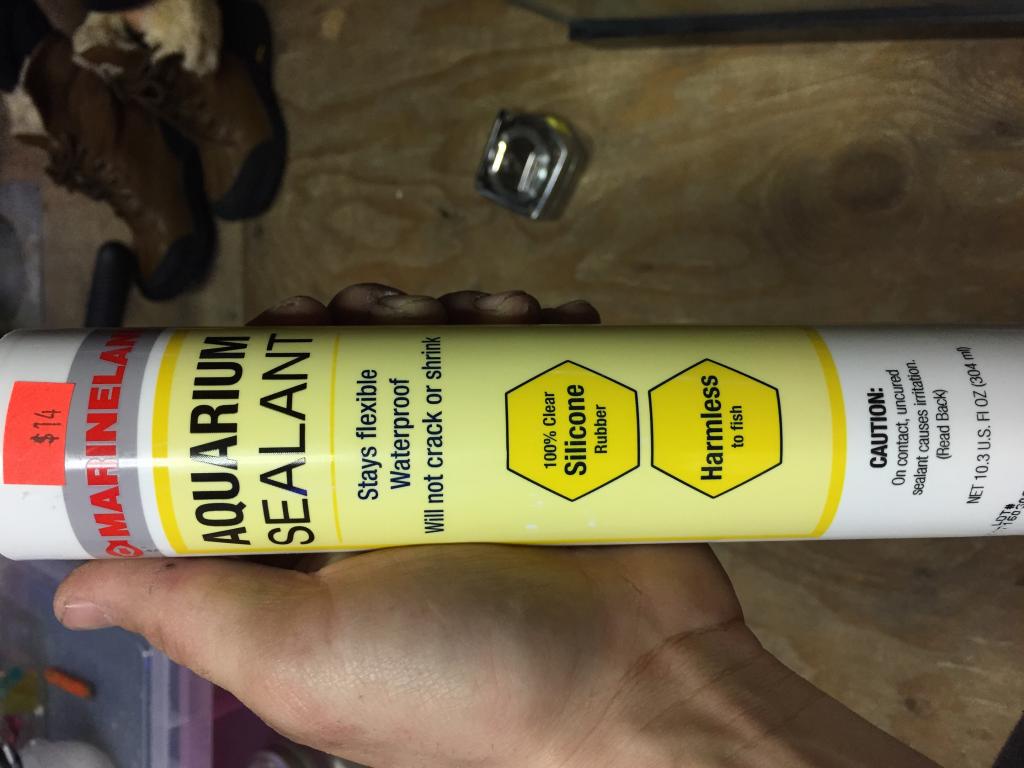 $14
MARINELAN
AQUARIUM
SEALANT
Stays flexible
Waterproof
Will not crack or shrink
100% Clear
Silicone
Rubber
Harmless
to fish
CAUTION:
On contact, uncured
sealant causes irritation.
(Read Back)
NET 10.3 U.S. Fl OZ (304 ml)
LOT#